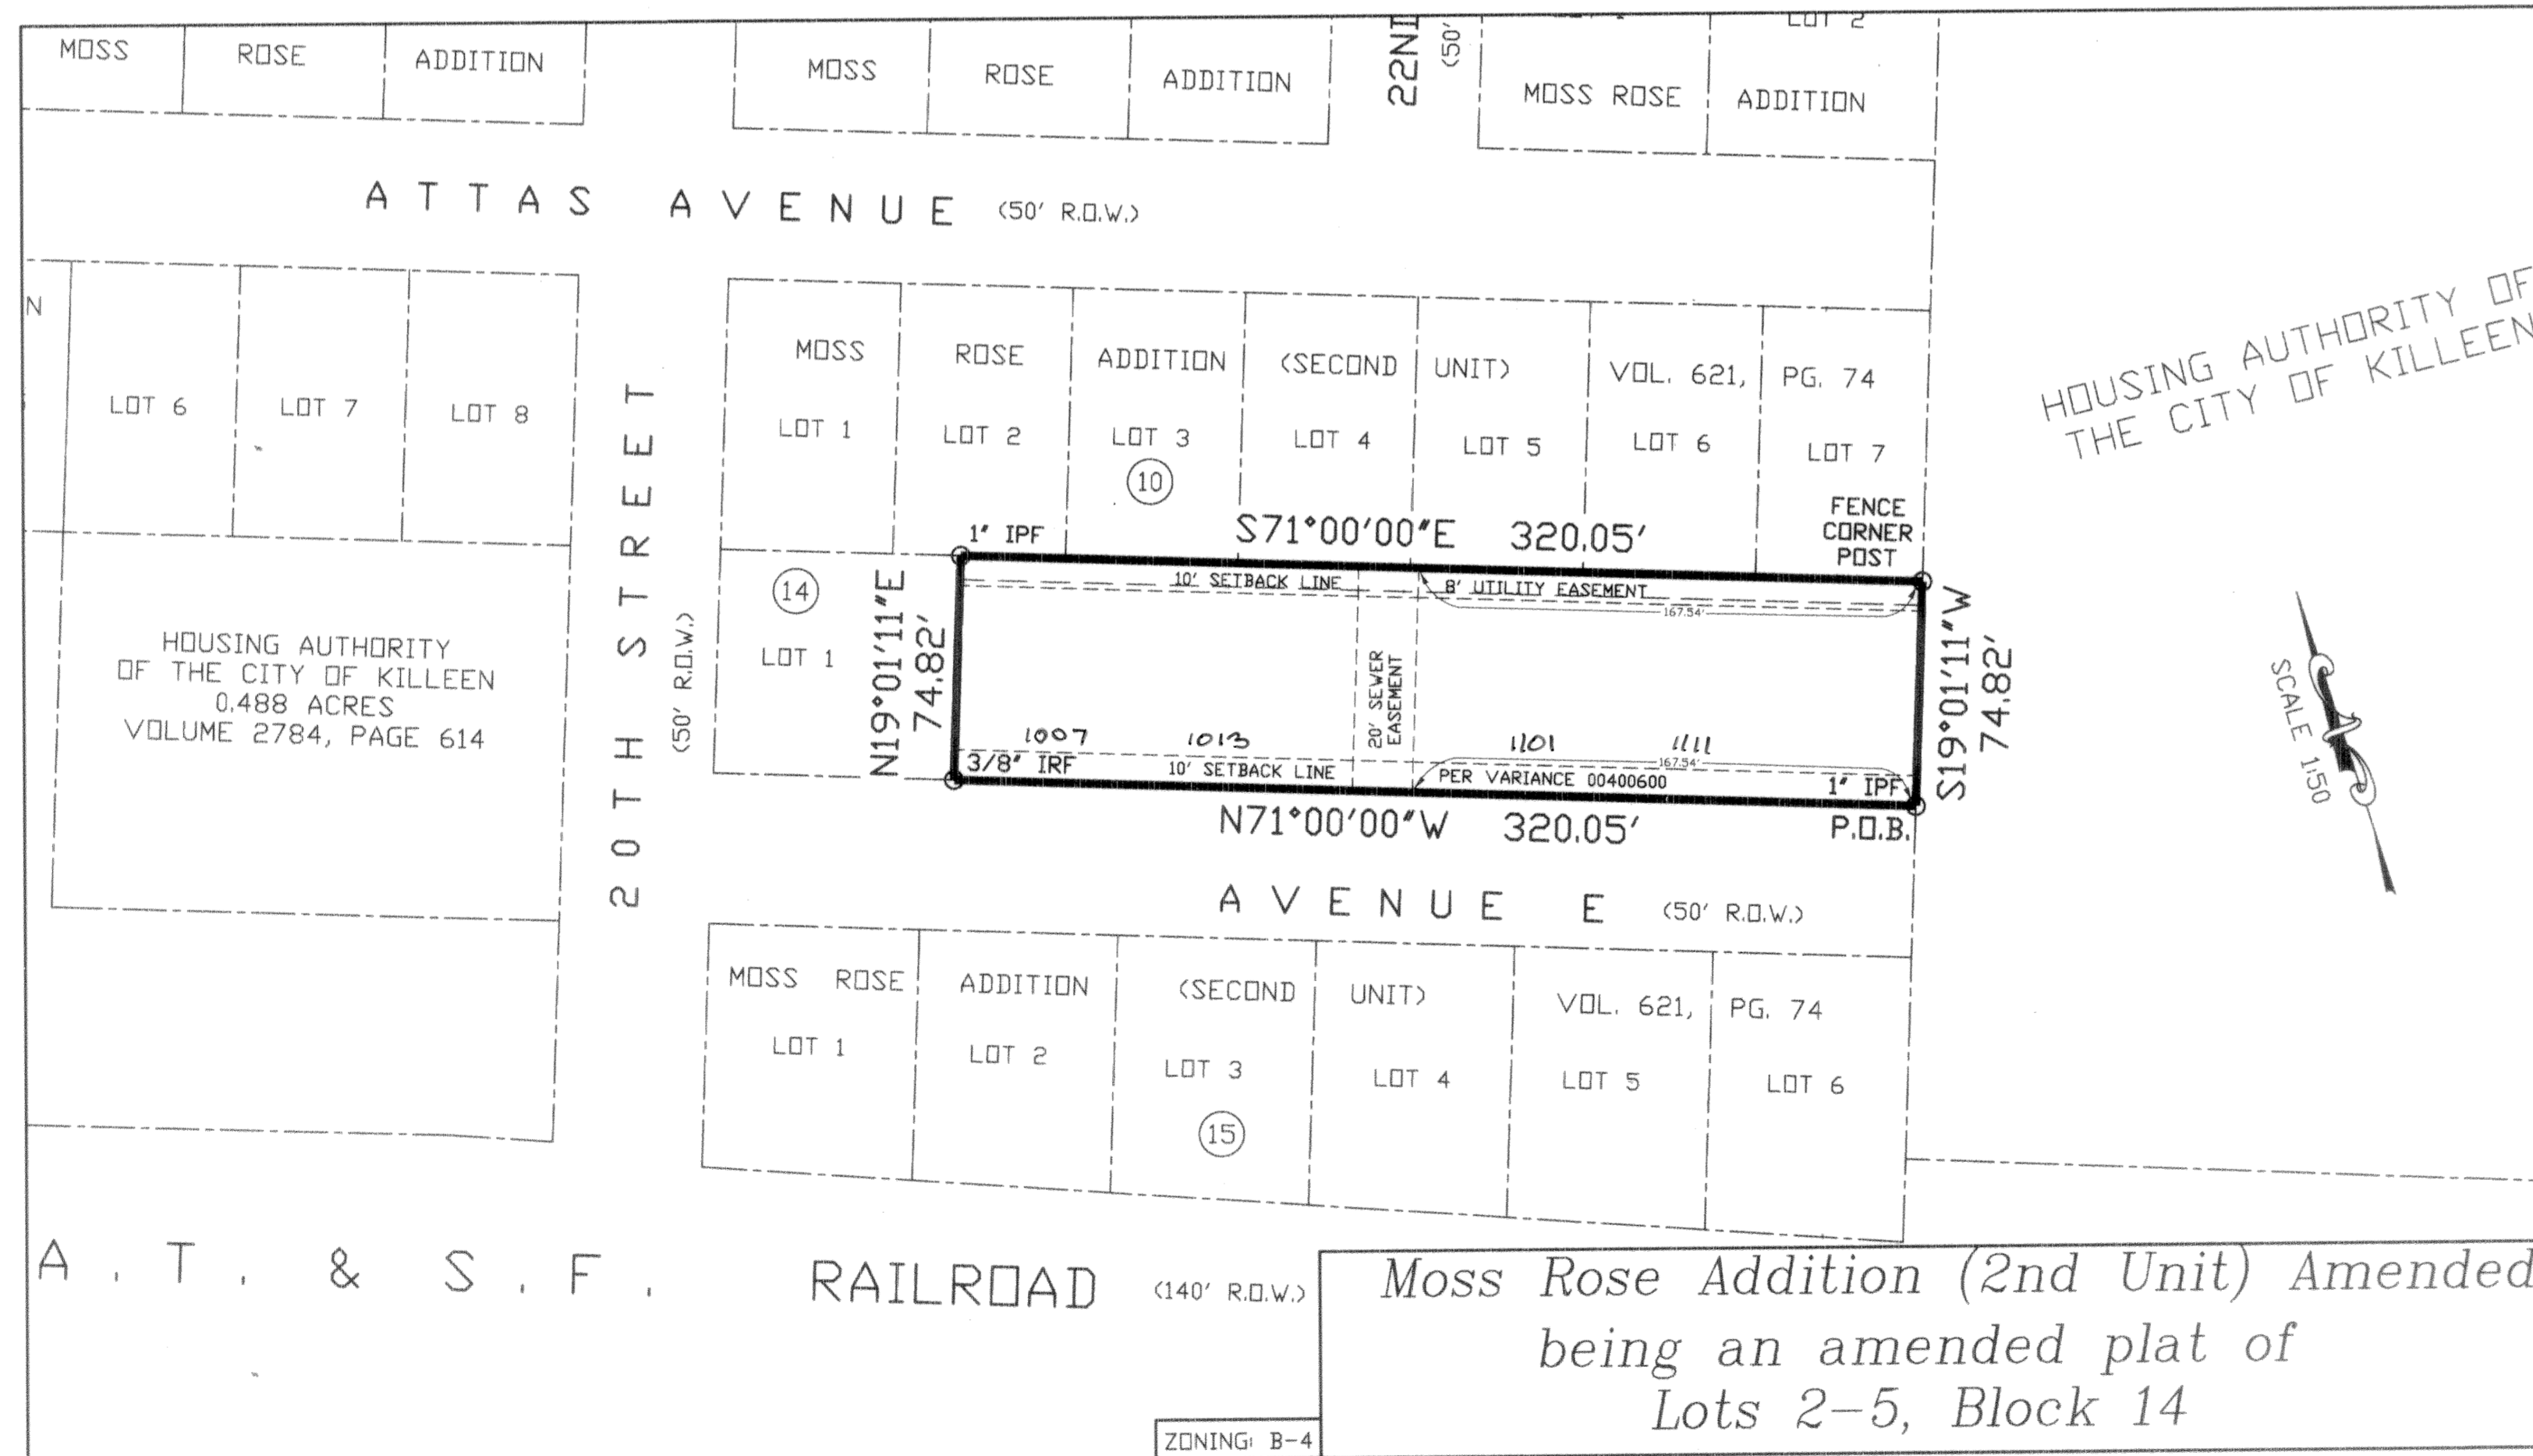 MOSS ROSE ADDITION
MOSS ROSE ADDITION
22N
(50'
LOT 2
MOSS ROSE ADDITION
ATTAS AVENUE (50' R.O.W.)
N
LOT 6
LOT 7
LOT 8
HOUSING AUTHORITY
OF THE CITY OF KILLEEN
0.488 ACRES
VOLUME 2784, PAGE 614
20TH STREET
(50' R.O.W.)
MOSS ROSE ADDITION (SECOND UNIT) VOL. 621, PG. 74
LOT 1
LOT 2
LOT 3
LOT 4
LOT 5
LOT 6
LOT 7
10
HOUSING AUTHORITY OF
THE CITY OF KILLEEN
FENCE
CORNER
POST
1" IPF
S71°00'00"E 320.05'
14
LOT 1
N19°01'11"E
74.82'
10' SETBACK LINE
8' UTILITY EASEMENT
167.54'
20' SEWER
EASEMENT
1007
1013
1101
1111
3/8" IRF
10' SETBACK LINE
167.54'
PER VARIANCE 00400600
1" IPF
S19°01'11"W
74.82'
N71°00'00"W 320.05'
P.O.B.
SCALE 1:50
AVENUE E (50' R.O.W.)
MOSS ROSE ADDITION (SECOND UNIT) VOL. 621, PG. 74
LOT 1
LOT 2
LOT 3
LOT 4
LOT 5
LOT 6
15
A.T. & S.F. RAILROAD (140' R.O.W.)
Moss Rose Addition (2nd Unit) Amended
being an amended plat of
Lots 2-5, Block 14
ZONING: B-4